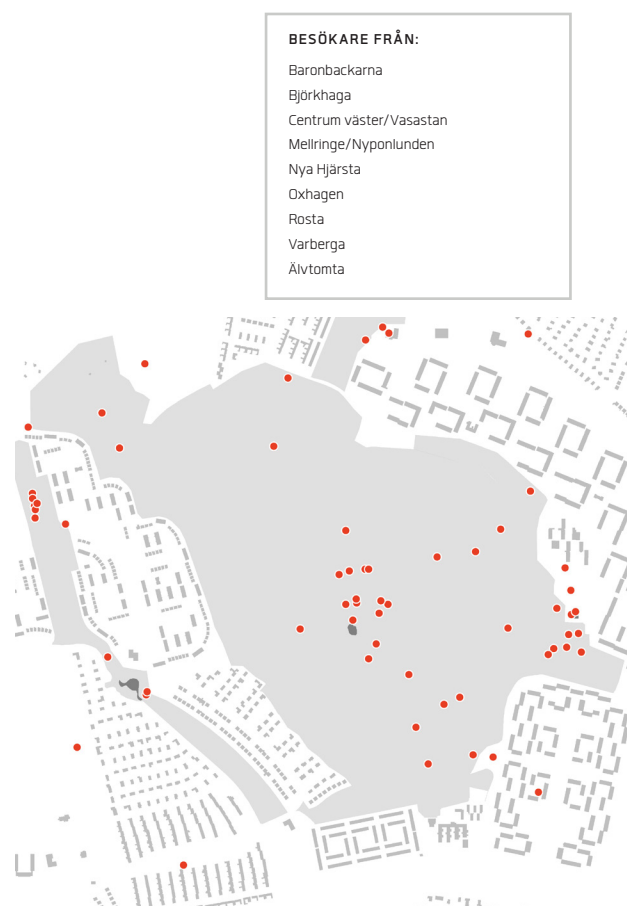 BESÖKARE FRÅN:
Baronbackarna
Björkhaga
Centrum väster/Vasastan
Mellringe/Nyponlunden
Nya Hjärsta
Oxhagen
Rosta
Varberga
Älvtomta